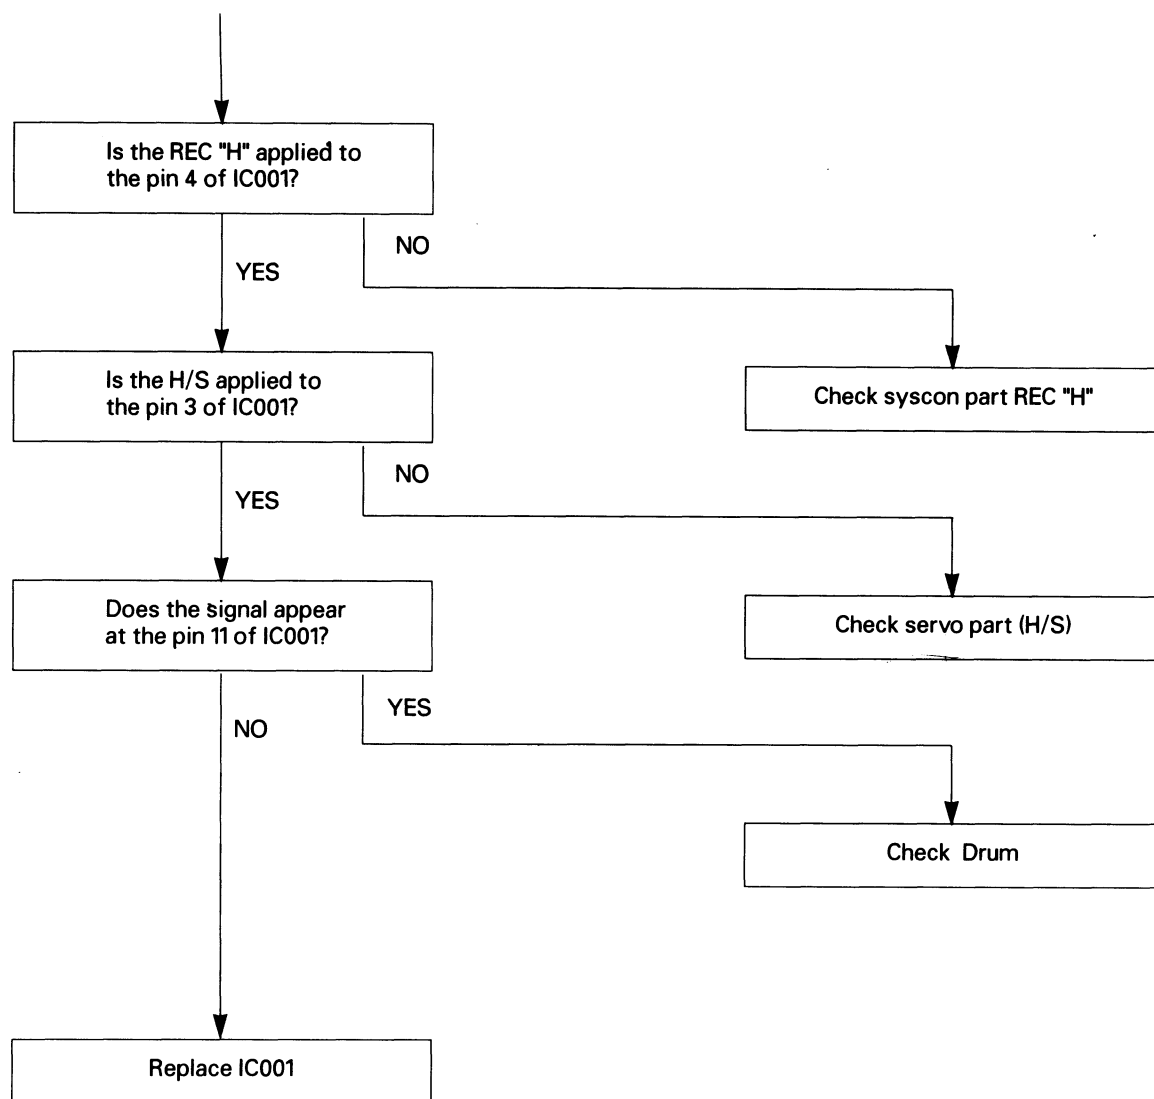 Is the REC "H" applied to
the pin 4 of IC001?
NO
YES
Is the H/S applied to
the pin 3 of IC001?
Check syscon part REC "H"
NO
YES
Does the signal appear
at the pin 11 of IC001?
Check servo part (H/S)
YES
NO
Check Drum
Replace IC001